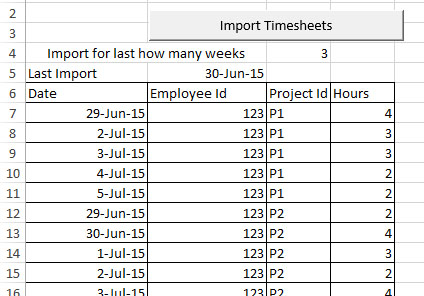 2
3 Import Timesheets
4 Import for last how many weeks 3
5 Last Import 30-Jun-15
6 Date Employee Id Project Id Hours
7 29-Jun-15 123 P1 4
8 2-Jul-15 123 P1 3
9 3-Jul-15 123 P1 3
10 4-Jul-15 123 P1 2
11 5-Jul-15 123 P1 2
12 29-Jun-15 123 P2 2
13 30-Jun-15 123 P2 4
14 1-Jul-15 123 P2 3
15 2-Jul-15 123 P2 2
16 3-Jul-15 123 P2 4